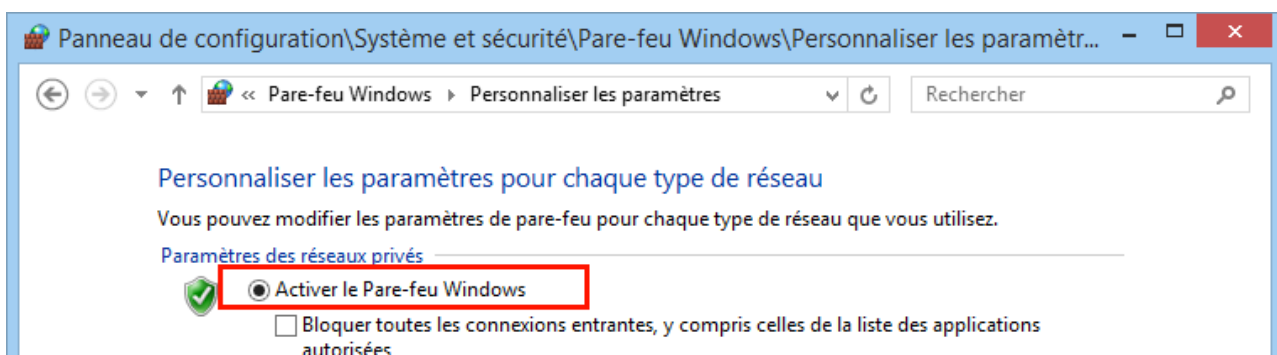 Panneau de configuration\Système et sécurité\Pare-feu Windows\Personnaliser les paramètr...
« Pare-feu Windows Personnaliser les paramètres
Rechercher
Personnaliser les paramètres pour chaque type de réseau
Vous pouvez modifier les paramètres de pare-feu pour chaque type de réseau que vous utilisez.
Paramètres des réseaux privés
Activer le Pare-feu Windows
Bloquer toutes les connexions entrantes, y compris celles de la liste des applications
autorisées